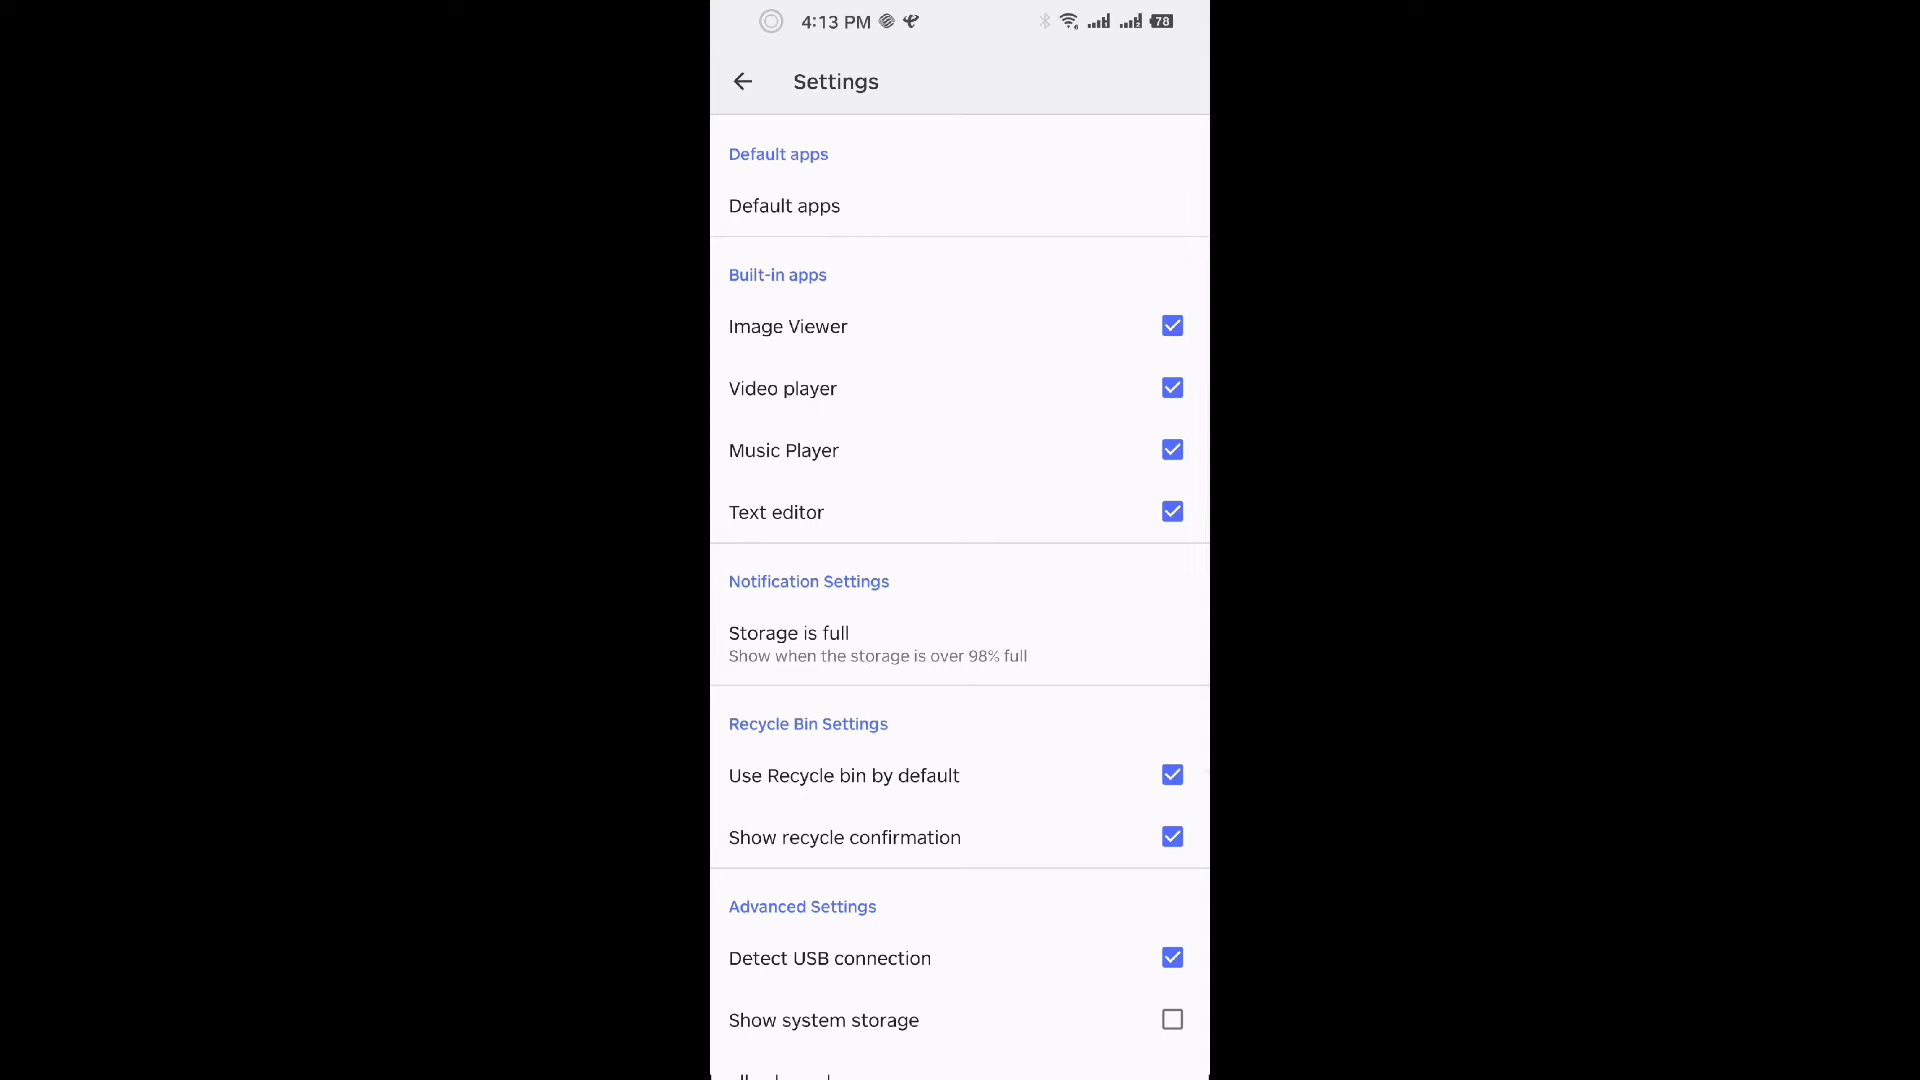 4:13 PM 78
Settings
Default apps
Default apps
Built-in apps
Image Viewer
Video player
Music Player
Text editor
Notification Settings
Storage is full
Show when the storage is over 98% full
Recycle Bin Settings
Use Recycle bin by default
Show recycle confirmation
Advanced Settings
Detect USB connection
Show system storage